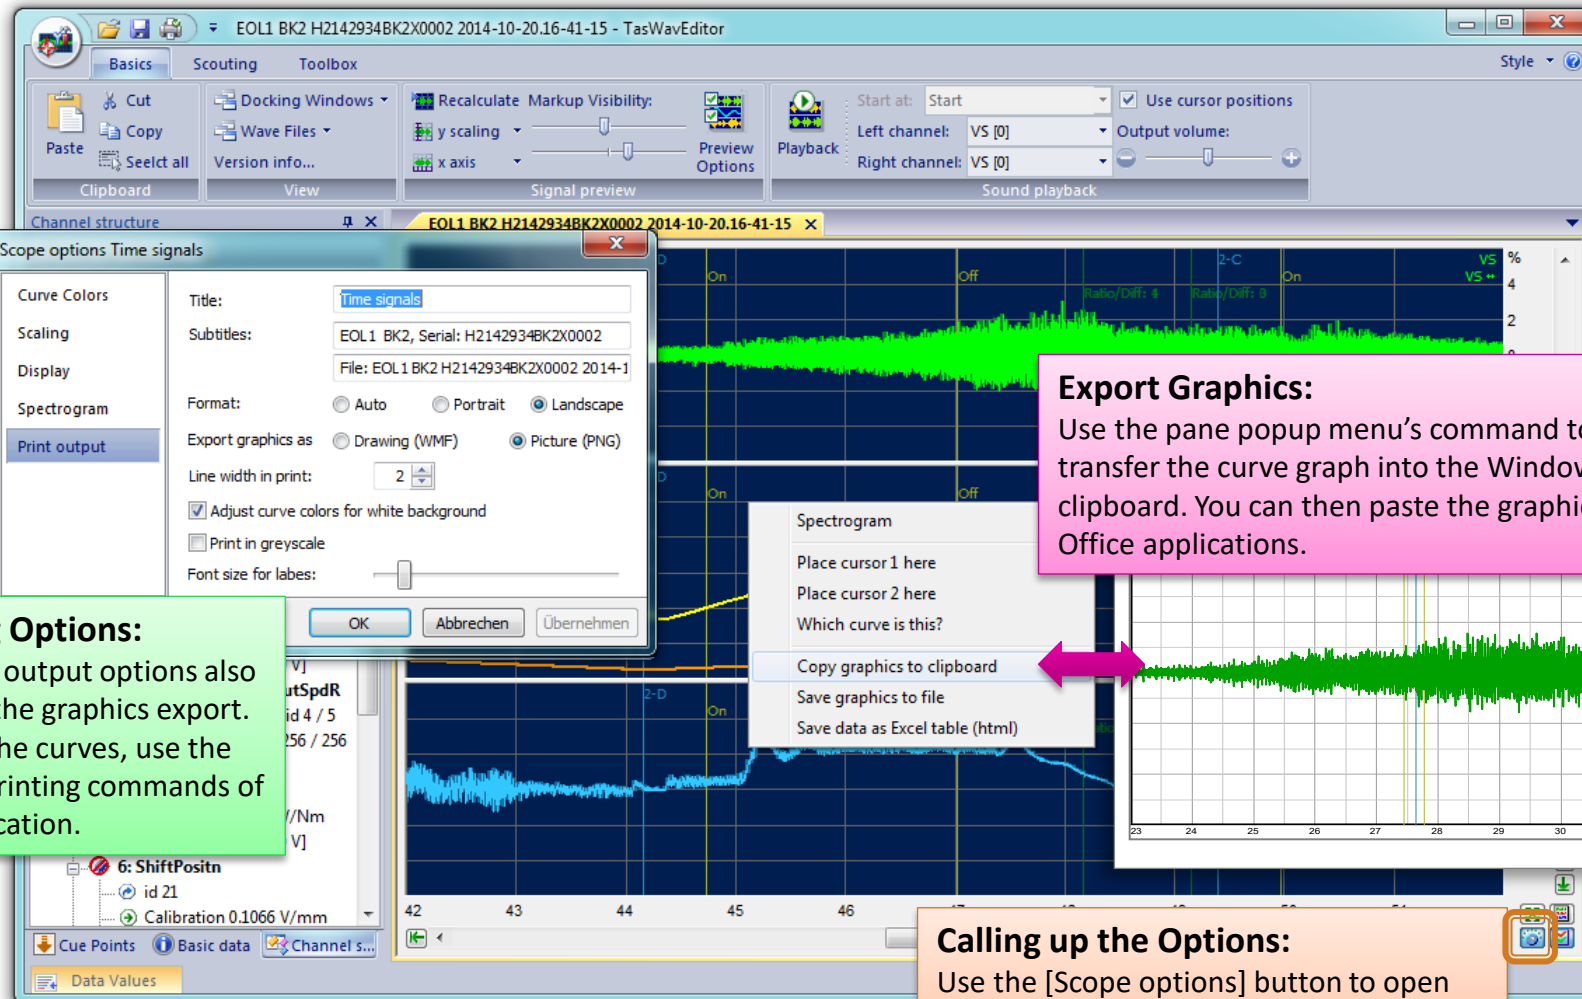 EOL1 BK2 H2142934BK2X0002 2014-10-20.16-41-15 - TasWavEditor
Basics Scouting Toolbox Style
Cut
Copy
Seelct all
Paste
Clipboard
Docking Windows
Wave Files
Version info...
View
Recalculate Markup Visibility:
y scaling
x axis
Preview
Options
Signal preview
Playback
Start at: Start
Left channel: VS [0]
Right channel: VS [0]
Use cursor positions
Output volume:
Sound playback
Channel structure
EOL1 BK2 H2142934BK2X0002 2014-10-20.16-41-15
Scope options Time signals
Curve Colors
Scaling
Display
Spectrogram
Print output
Title: Time signals
Subtitles: EOL1 BK2, Serial: H2142934BK2X0002
File: EOL1 BK2 H2142934BK2X0002 2014-1
Format: Auto Portrait Landscape
Export graphics as Drawing (WMF) Picture (PNG)
Line width in print: 2
Adjust curve colors for white background
Print in greyscale
Font size for labes:
OK Abbrechen Übernehmen
On Off 2-C On VS %
VS 4
Ratio/Diff: 4 Ratio/Diff: 8
2
On Off
Export Graphics:
Use the pane popup menu's command to
transfer the curve graph into the Window
clipboard. You can then paste the graphic
Office applications.
Spectrogram
Place cursor 1 here
Place cursor 2 here
Which curve is this?
Copy graphics to clipboard
Save graphics to file
Save data as Excel table (html)
23 24 25 26 27 28 29 30
Options:
output options also
the graphics export.
he curves, use the
rinting commands of
cation.
V]
utSpdR
id 4 / 5
256 / 256
//Nm
V]
6: ShiftPositn
id 21
Calibration 0.1066 V/mm
2-D
On
42 43 44 45 46
Cue Points Basic data Channel s...
Data Values
Calling up the Options:
Use the [Scope options] button to open